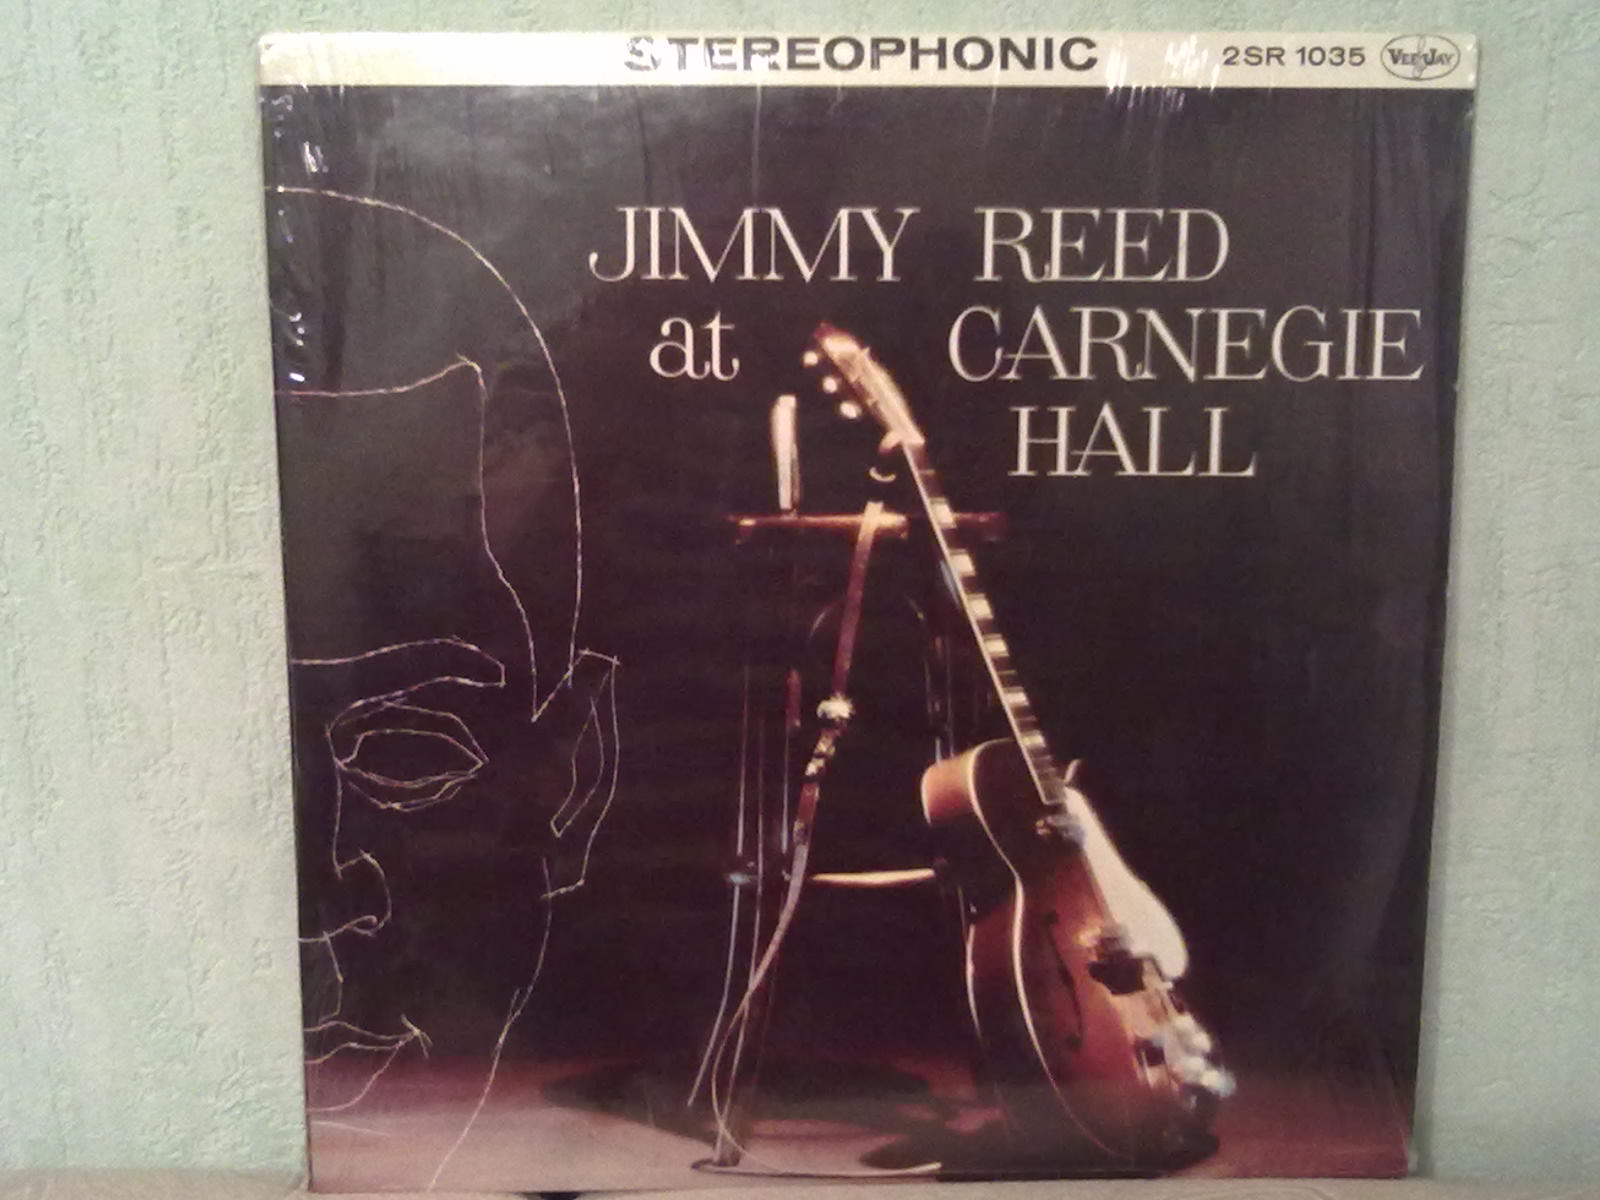 STEREOPHONIC 2SR 1035 VEE JAY
JIMMY REED
at CARNEGIE
HALL